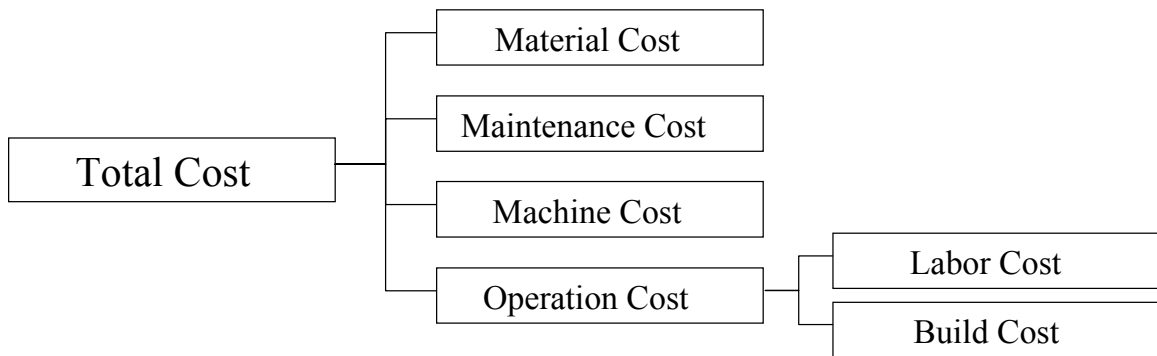 Material Cost
Maintenance Cost
Total Cost
Machine Cost
Operation Cost
Labor Cost
Build Cost